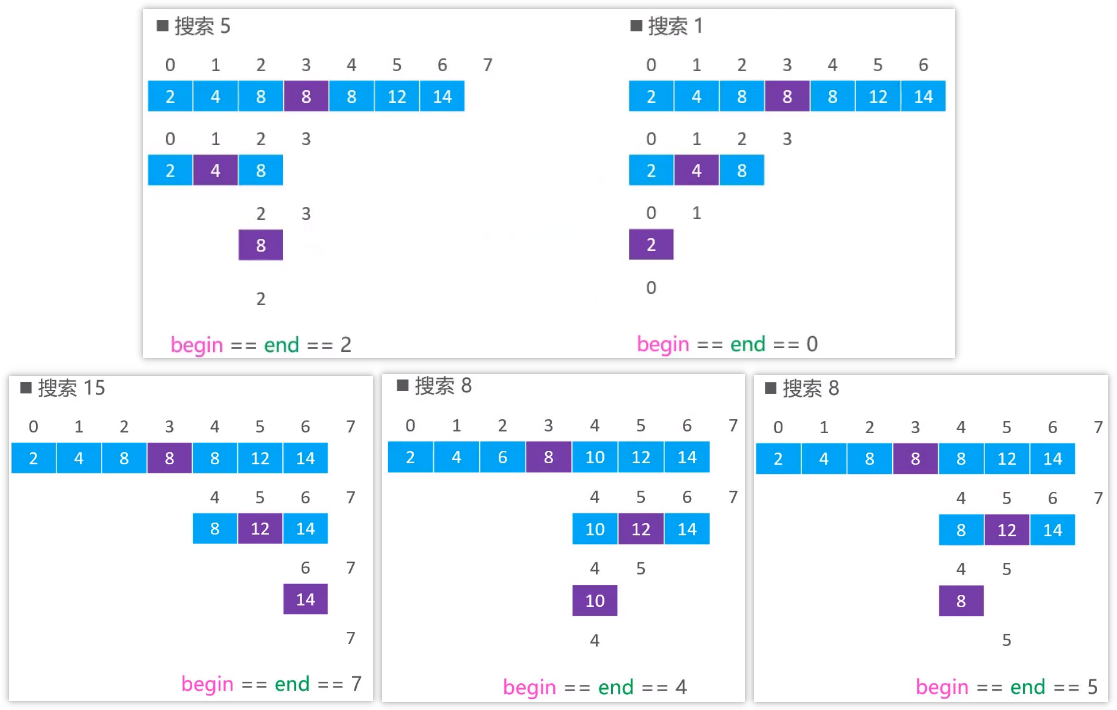 ■ 搜索 5
0 1 2 3 4 5 6 7
2 4 8 8 8 12 14
0 1 2 3
2 4 8
2 3
8
2
begin == end == 2
■ 搜索 1
0 1 2 3 4 5 6
2 4 8 8 8 12 14
0 1 2 3
2 4 8
0 1
2
0
begin == end == 0
■ 搜索 15
0 1 2 3 4 5 6 7
2 4 8 8 8 12 14
4 5 6 7
8 12 14
6 7
14
7
begin == end == 7
■ 搜索 8
0 1 2 3 4 5 6 7
2 4 6 8 10 12 14
4 5 6 7
10 12 14
4 5
10
4
begin == end == 4
■ 搜索 8
0 1 2 3 4 5 6 7
2 4 8 8 8 12 14
4 5 6 7
8 12 14
4 5
8
5
begin == end == 5